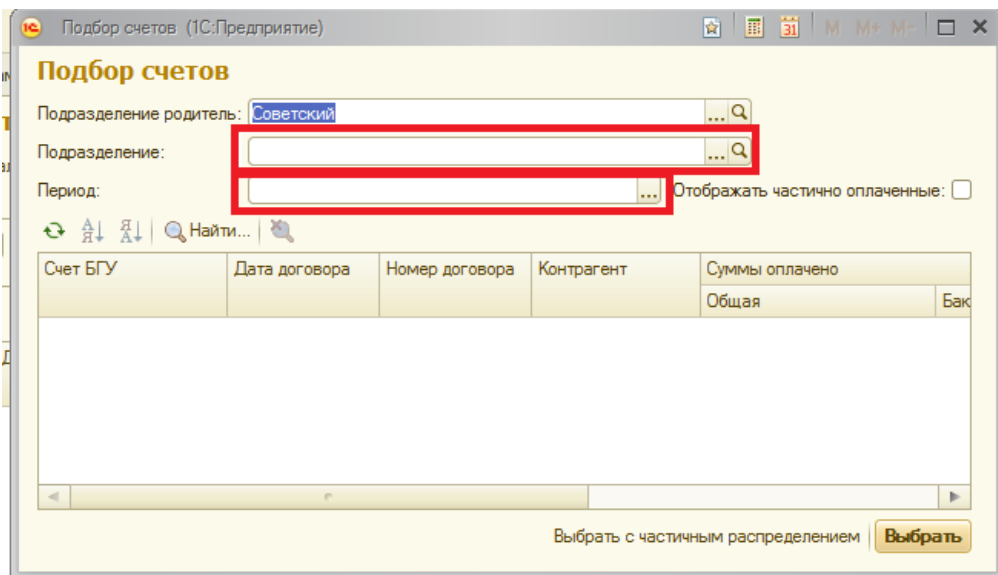 Подбор счетов (1С:Предприятие)
M M+ M-
31
Подбор счетов
Подразделение родитель: Советский
Подразделение:
Период:
Отображать частично оплаченные:
Найти...
Счет БГУ Дата договора Номер договора Контрагент Суммы оплачено
Общая Бак
Выбрать с частичным распределением Выбрать